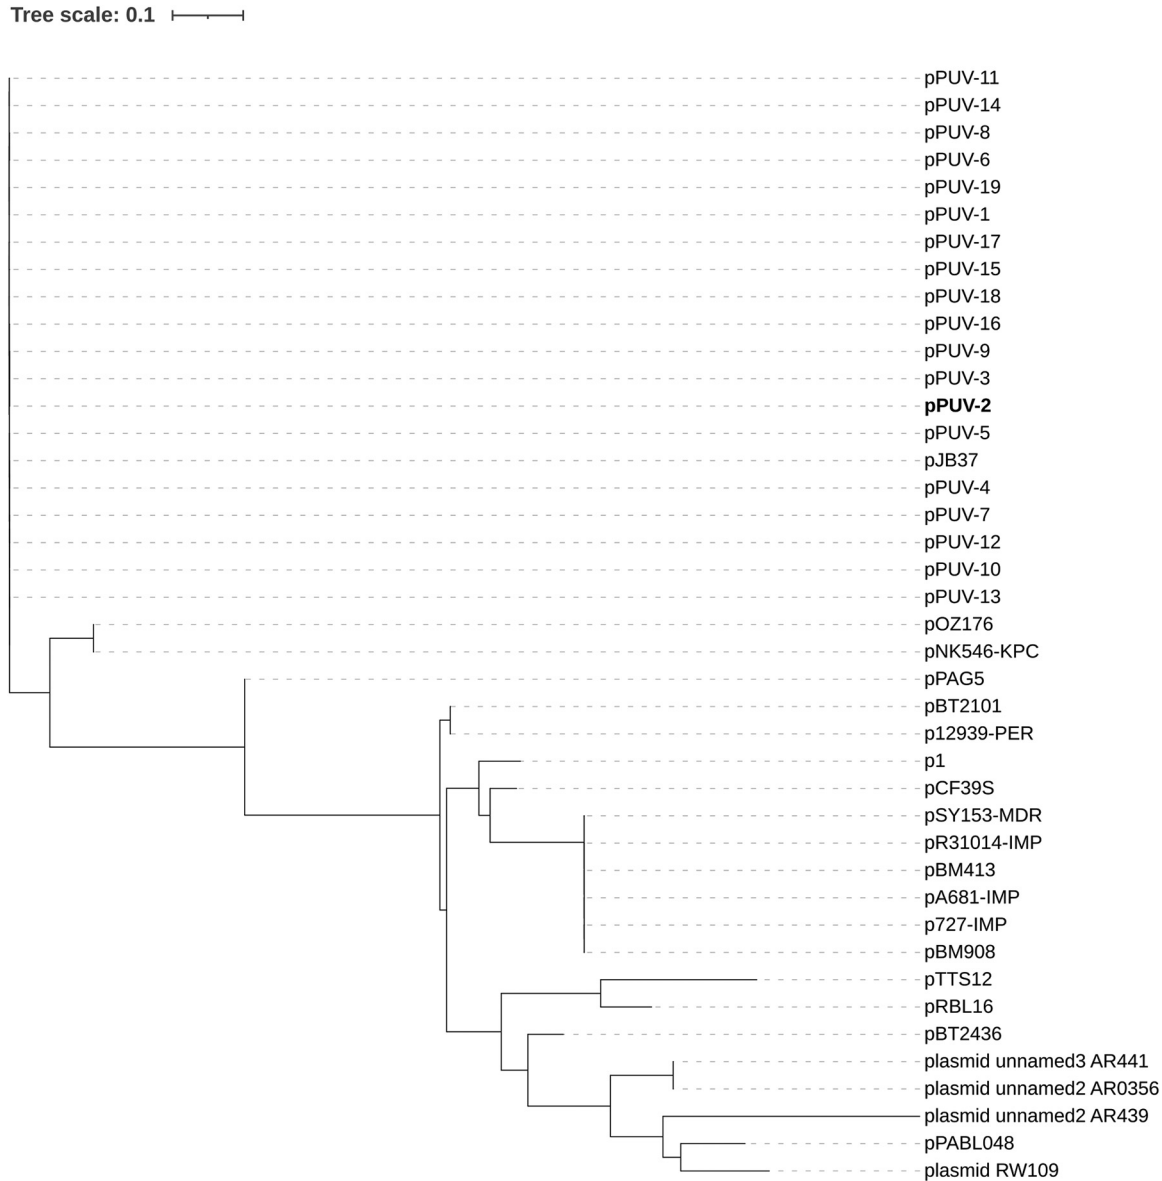 Tree scale: 0.1
pPUV-11
pPUV-14
pPUV-8
pPUV-6
pPUV-19
pPUV-1
pPUV-17
pPUV-15
pPUV-18
pPUV-16
pPUV-9
pPUV-3
pPUV-2
pPUV-5
pJB37
pPUV-4
pPUV-7
pPUV-12
pPUV-10
pPUV-13
pOZ176
pNK546-KPC
pPAG5
pBT2101
p12939-PER
p1
pCF39S
pSY153-MDR
pR31014-IMP
pBM413
pA681-IMP
p727-IMP
pBM908
pTTS12
pRBL16
pBT2436
plasmid unnamed3 AR441
plasmid unnamed2 AR0356
plasmid unnamed2 AR439
pPABL048
plasmid RW109